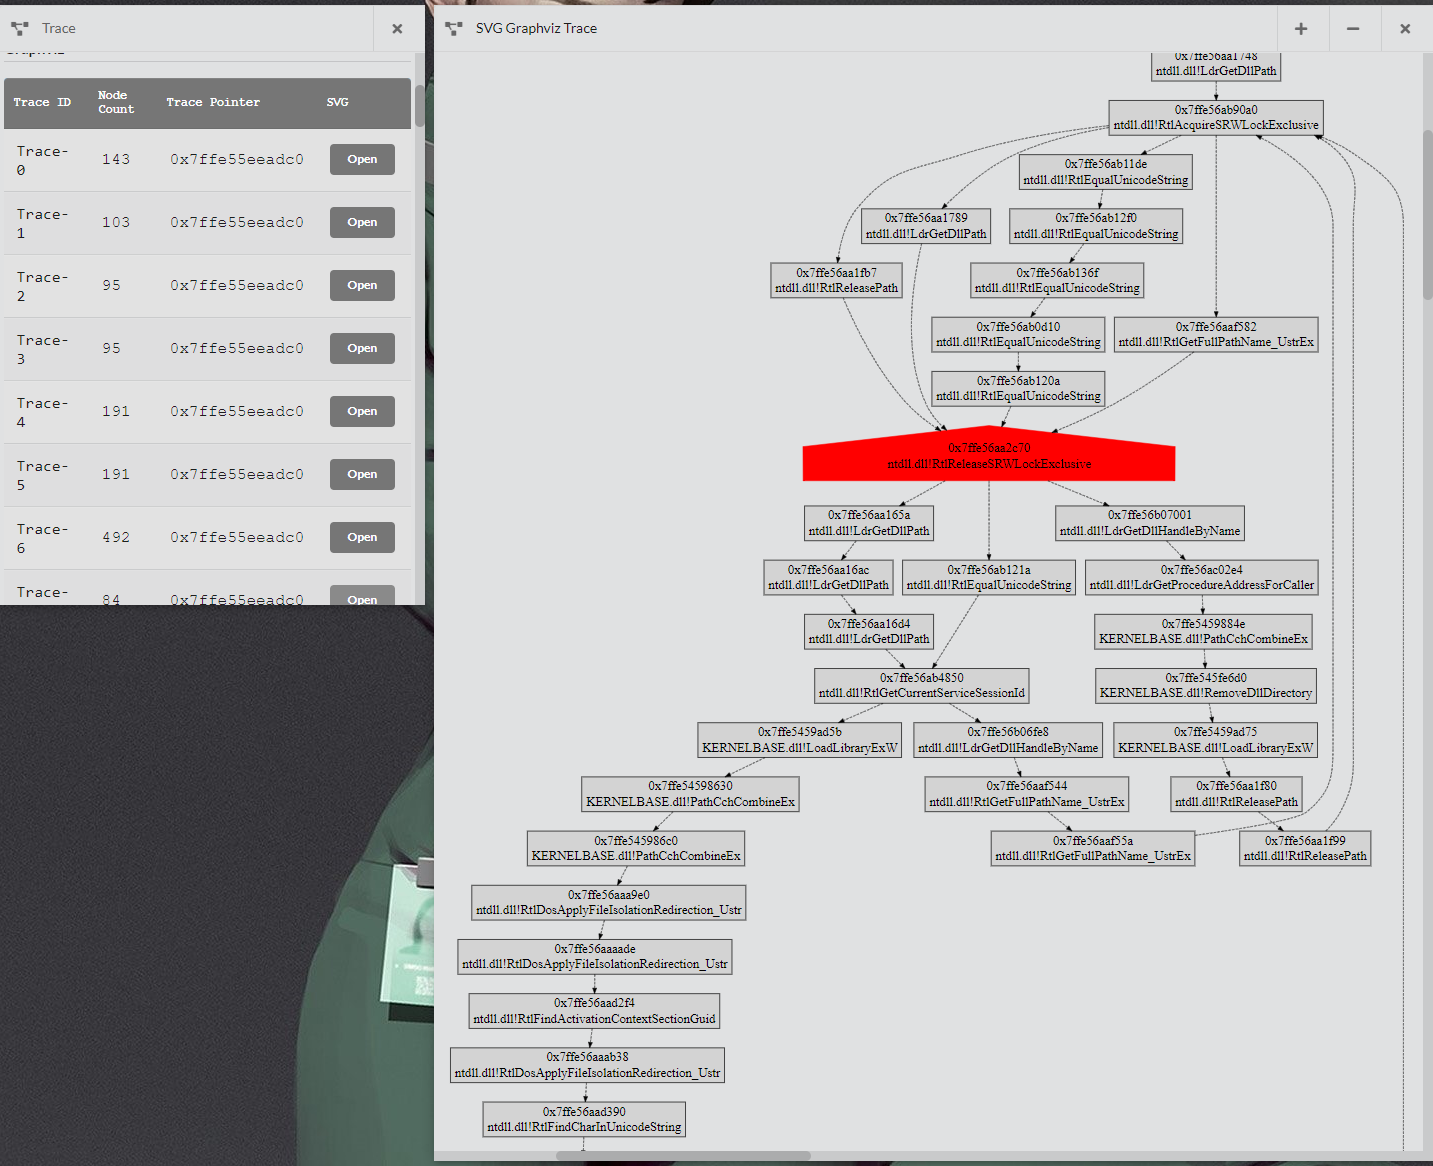 Trace
Graphviz
Trace ID Node Count Trace Pointer SVG
Trace-0 143 0x7ffe55eeadc0 Open
Trace-1 103 0x7ffe55eeadc0 Open
Trace-2 95 0x7ffe55eeadc0 Open
Trace-3 95 0x7ffe55eeadc0 Open
Trace-4 191 0x7ffe55eeadc0 Open
Trace-5 191 0x7ffe55eeadc0 Open
Trace-6 492 0x7ffe55eeadc0 Open
Trace- 84 0x7ffe55eeadc0 Open
SVG Graphviz Trace
0x7ffe56aa1748
ntdll.dll!LdrGetDllPath
0x7ffe56ab90a0
ntdll.dll!RtlAcquireSRWLockExclusive
0x7ffe56ab11de
ntdll.dll!RtlEqualUnicodeString
0x7ffe56aa1789
ntdll.dll!LdrGetDllPath
0x7ffe56ab12f0
ntdll.dll!RtlEqualUnicodeString
0x7ffe56aa1fb7
ntdll.dll!RtlReleasePath
0x7ffe56ab136f
ntdll.dll!RtlEqualUnicodeString
0x7ffe56ab0d10
ntdll.dll!RtlEqualUnicodeString
0x7ffe56aaf582
ntdll.dll!RtlGetFullPathName_UstrEx
0x7ffe56ab120a
ntdll.dll!RtlEqualUnicodeString
0x7ffe56aa2c70
ntdll.dll!RtlReleaseSRWLockExclusive
0x7ffe56aa165a
ntdll.dll!LdrGetDllPath
0x7ffe56b07001
ntdll.dll!LdrGetDllHandleByName
0x7ffe56aa16ac
ntdll.dll!LdrGetDllPath
0x7ffe56ab121a
ntdll.dll!RtlEqualUnicodeString
0x7ffe56ac02e4
ntdll.dll!LdrGetProcedureAddressForCaller
0x7ffe56aa16d4
ntdll.dll!LdrGetDllPath
0x7ffe5459884e
KERNELBASE.dll!PathCchCombineEx
0x7ffe56ab4850
ntdll.dll!RtlGetCurrentServiceSessionId
0x7ffe545fe6d0
KERNELBASE.dll!RemoveDllDirectory
0x7ffe5459ad5b
KERNELBASE.dll!LoadLibraryExW
0x7ffe56b06fe8
ntdll.dll!LdrGetDllHandleByName
0x7ffe5459ad75
KERNELBASE.dll!LoadLibraryExW
0x7ffe54598630
KERNELBASE.dll!PathCchCombineEx
0x7ffe56aaf544
ntdll.dll!RtlGetFullPathName_UstrEx
0x7ffe56aa1f80
ntdll.dll!RtlReleasePath
0x7ffe545986c0
KERNELBASE.dll!PathCchCombineEx
0x7ffe56aaf55a
ntdll.dll!RtlGetFullPathName_UstrEx
0x7ffe56aa1f99
ntdll.dll!RtlReleasePath
0x7ffe56aaa9e0
ntdll.dll!RtlDosApplyFileIsolationRedirection_Ustr
0x7ffe56aaaade
ntdll.dll!RtlDosApplyFileIsolationRedirection_Ustr
0x7ffe56aad2f4
ntdll.dll!RtlFindActivationContextSectionGuid
0x7ffe56aaab38
ntdll.dll!RtlDosApplyFileIsolationRedirection_Ustr
0x7ffe56aad390
ntdll.dll!RtlFindCharInUnicodeString